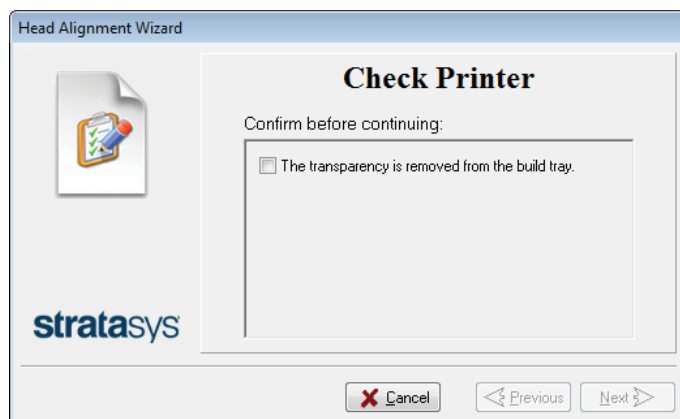 Head Alignment Wizard
Check Printer
Confirm before continuing:
The transparency is removed from the build tray.
stratasys
Cancel
Previous
Next